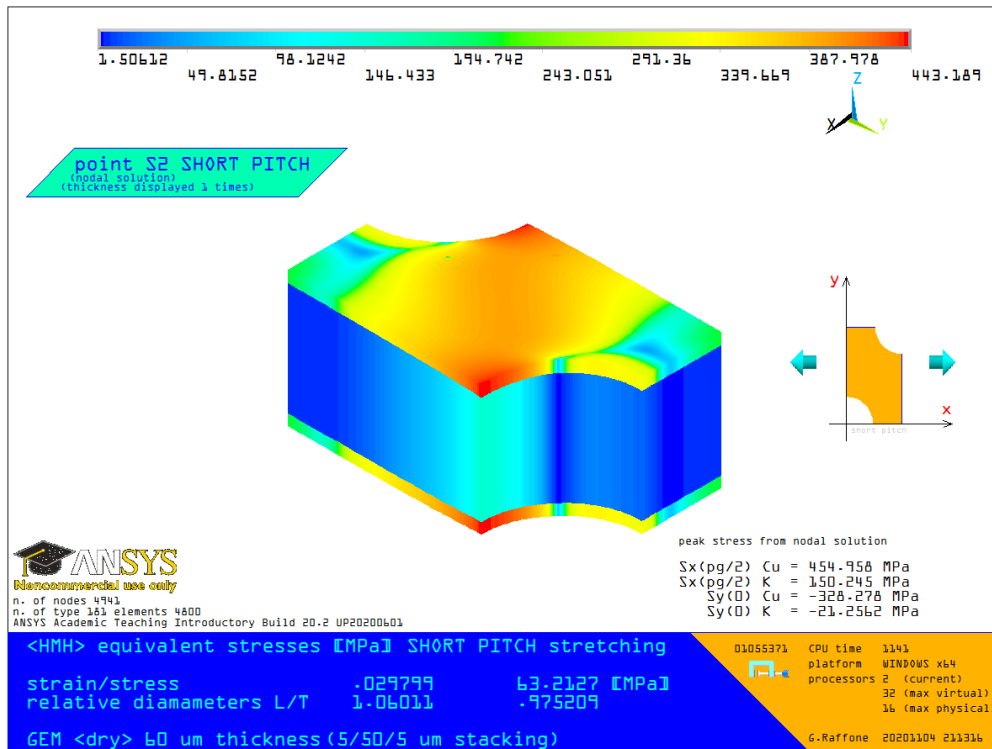 1.50612 98.1242 194.742 291.36 387.978
49.8152 146.433 243.051 339.669 443.189
Z
X Y
point S2 SHORT PITCH
(nodal solution)
(thickness displayed 1 times)
y
x
short pitch
peak stress from nodal solution
Sx(pg/2) Cu = 454.958 MPa
Sx(pg/2) K = 150.245 MPa
Sy(0) Cu = -328.278 MPa
Sy(0) K = -21.2562 MPa
ANSYS
Noncommercial use only
n. of nodes 4941
n. of type 181 elements 4800
ANSYS Academic Teaching Introductory Build 20.2 UP20200601
<HMH> equivalent stresses [MPa] SHORT PITCH stretching
strain/stress .029799 63.2127 [MPa]
relative diamameters L/T 1.06011 .975209
GEM <dry> 60 um thickness (5/50/5 um stacking)
01055371 CPU time 1141
platform WINDOWS x64
processors 2 (current)
32 (max virtual)
16 (max physical)
G.Raffone 20201104 211316